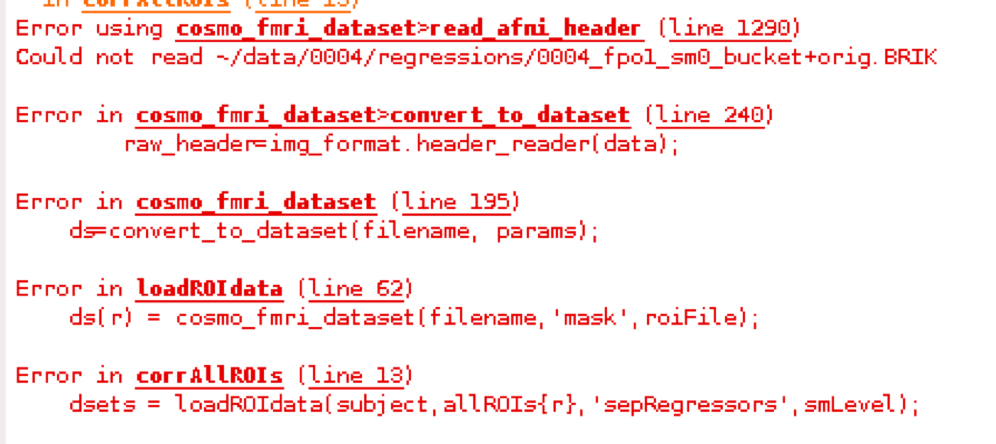 In corrAllROIs (line 13)
Error using cosmo_fmri_dataset>read_afni_header (line 1290)
Could not read ~/data/0004/regressions/0004_fpol_sm0_bucket+orig.BRIK
Error in cosmo_fmri_dataset>convert_to_dataset (line 240)
raw_header=img_format.header_reader(data);
Error in cosmo_fmri_dataset (line 195)
ds=convert_to_dataset(filename, params);
Error in loadROIdata (line 62)
ds(r) = cosmo_fmri_dataset(filename,'mask',roiFile);
Error in corrAllROIs (line 13)
dsets = loadROIdata(subject,allROIs{r},'sepRegressors',smLevel);